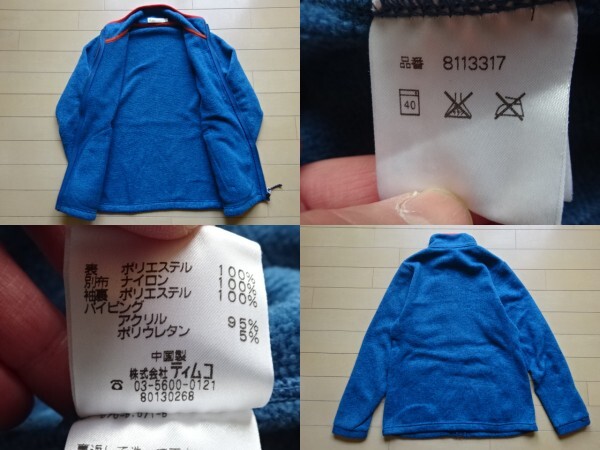 品番 8113317
40
表 ポリエステル 100%
別布 ナイロン 100%
袖裏 ポリエステル 100%
パイピング
アクリル 95%
ポリウレタン 5%
中国製
株式会社 ティムコ
03-5600-0121
80130268